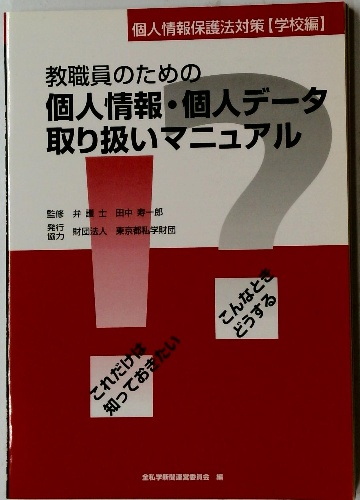 個人情報保護法対策【学校編】
教職員のための
個人情報・個人データ
取り扱いマニュアル
監修 弁護士 田中 寿一郎
発行
協力 財団法人 東京都私学財団
こんなとき
どうする
これだけは
知っておきたい
全私学新聞運営委員会 編